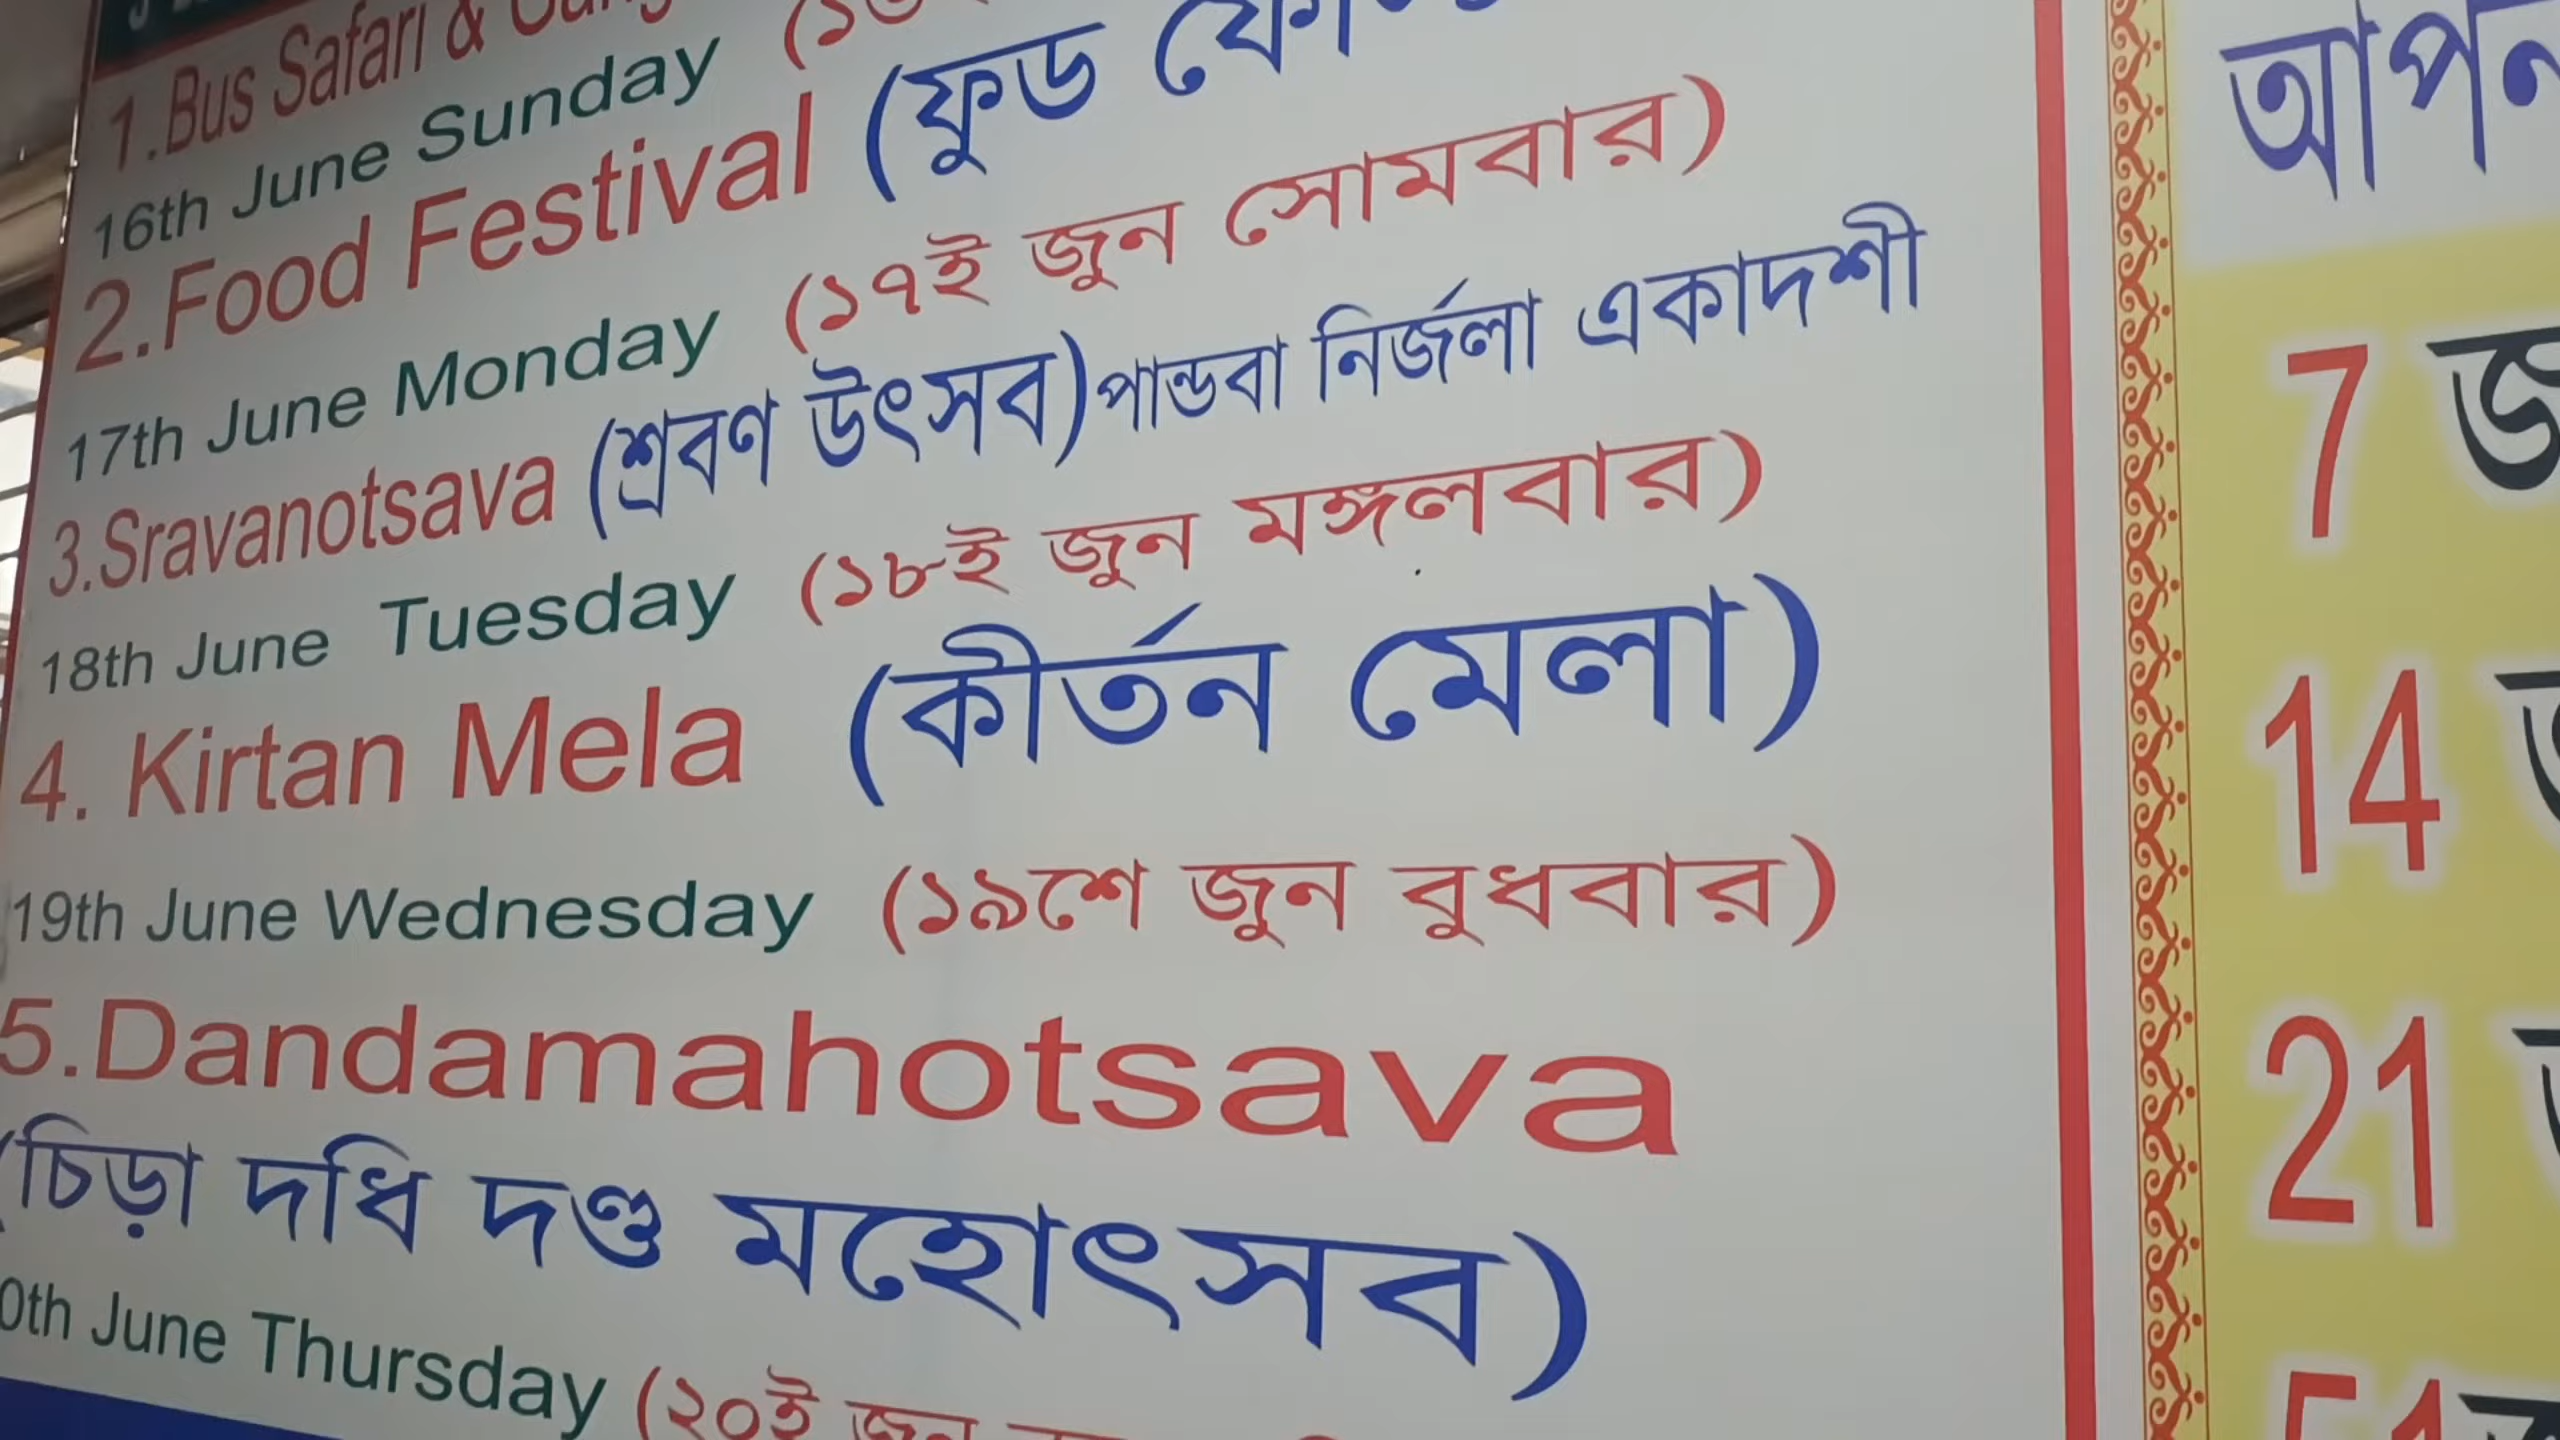 1.Bus Safari &
16th June Sunday
2.Food Festival (ফুড
17th June Monday (১৭ই জুন সোমবার)
3.Sravanotsava (শ্রবণ উৎসব)পান্ডবা নির্জলা একাদশী
18th June Tuesday (১৮ই জুন মঙ্গলবার)
4. Kirtan Mela (কীর্তন মেলা)
19th June Wednesday (১৯শে জুন বুধবার)
5.Dandamahotsava
(চিড়া দধি দণ্ড মহোৎসব)
0th June Thursday (২০ই জুন
7
14
21
51